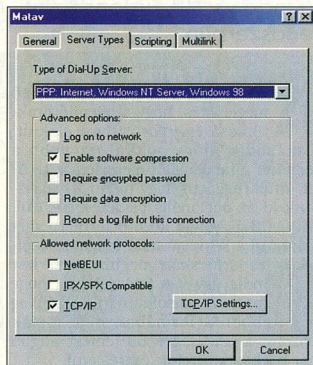 Matav
General Server Types Scripting Multilink
Type of Dial-Up Server:
PPP: Internet, Windows NT Server, Windows 98
Advanced options:
Log on to network
Enable software compression
Require encrypted password
Require data encryption
Record a log file for this connection
Allowed network protocols:
NetBEUI
IPX/SPX Compatible
TCP/IP
TCP/IP Settings...
OK Cancel